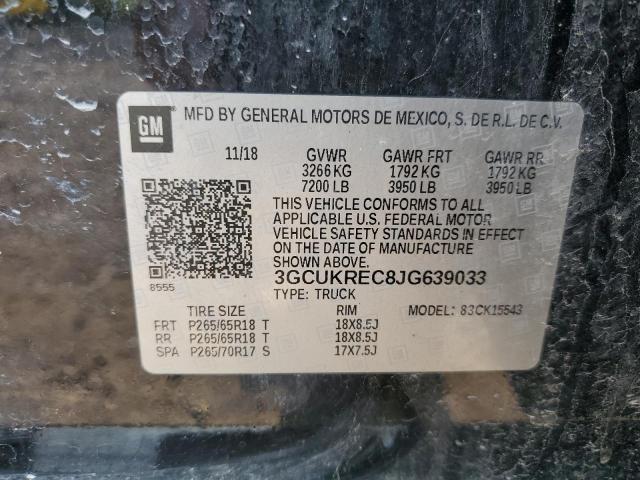 GM
MFD BY GENERAL MOTORS DE MEXICO, S. DE R.L. DE C.V.
11/18 GVWR GAWR FRT GAWR RR
3266 KG 1792 KG 1792 KG
7200 LB 3950 LB 3950 LB
THIS VEHICLE CONFORMS TO ALL
APPLICABLE U.S. FEDERAL MOTOR
VEHICLE SAFETY STANDARDS IN EFFECT
ON THE DATE OF MANUFACTURE
SHOWN ABOVE.
8555
3GCUKREC8JG639033
TYPE: TRUCK
MODEL: 83CK15543
TIRE SIZE RIM
FRT P265/65R18 T 18X8.5J
RR P265/65R18 T 18X8.5J
SPA P265/70R17 S 17X7.5J